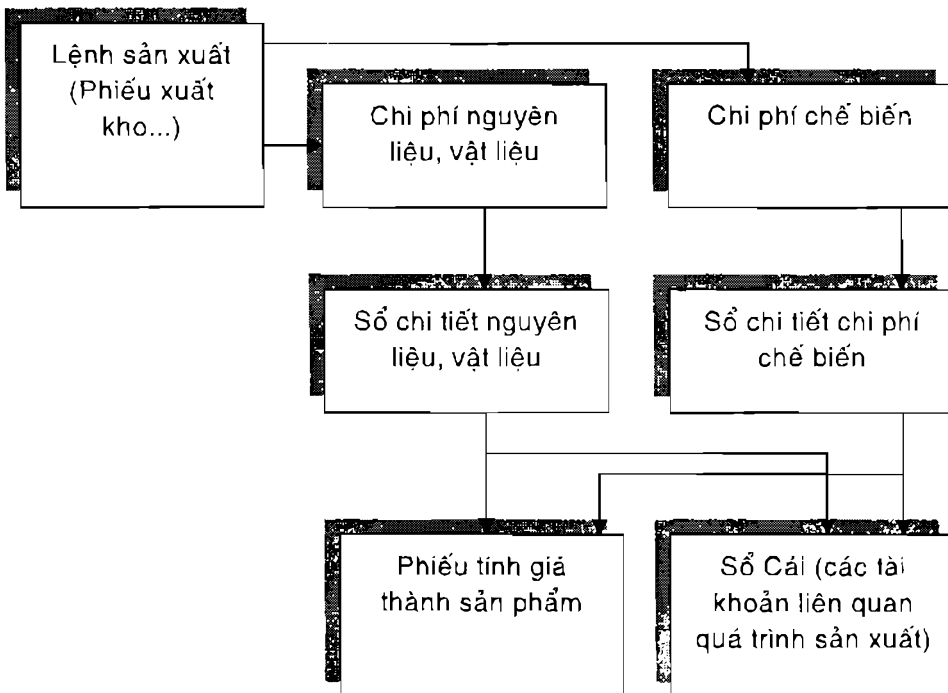 Lệnh sản xuất
(Phiếu xuất
kho...)
Chi phí nguyên
liệu, vật liệu
Chi phí chế biến
Sổ chi tiết nguyên
liệu, vật liệu
Sổ chi tiết chi phí
chế biến
Phiếu tính giá
thành sản phẩm
Sổ Cái (các tài
khoản liên quan
quá trình sản xuất)